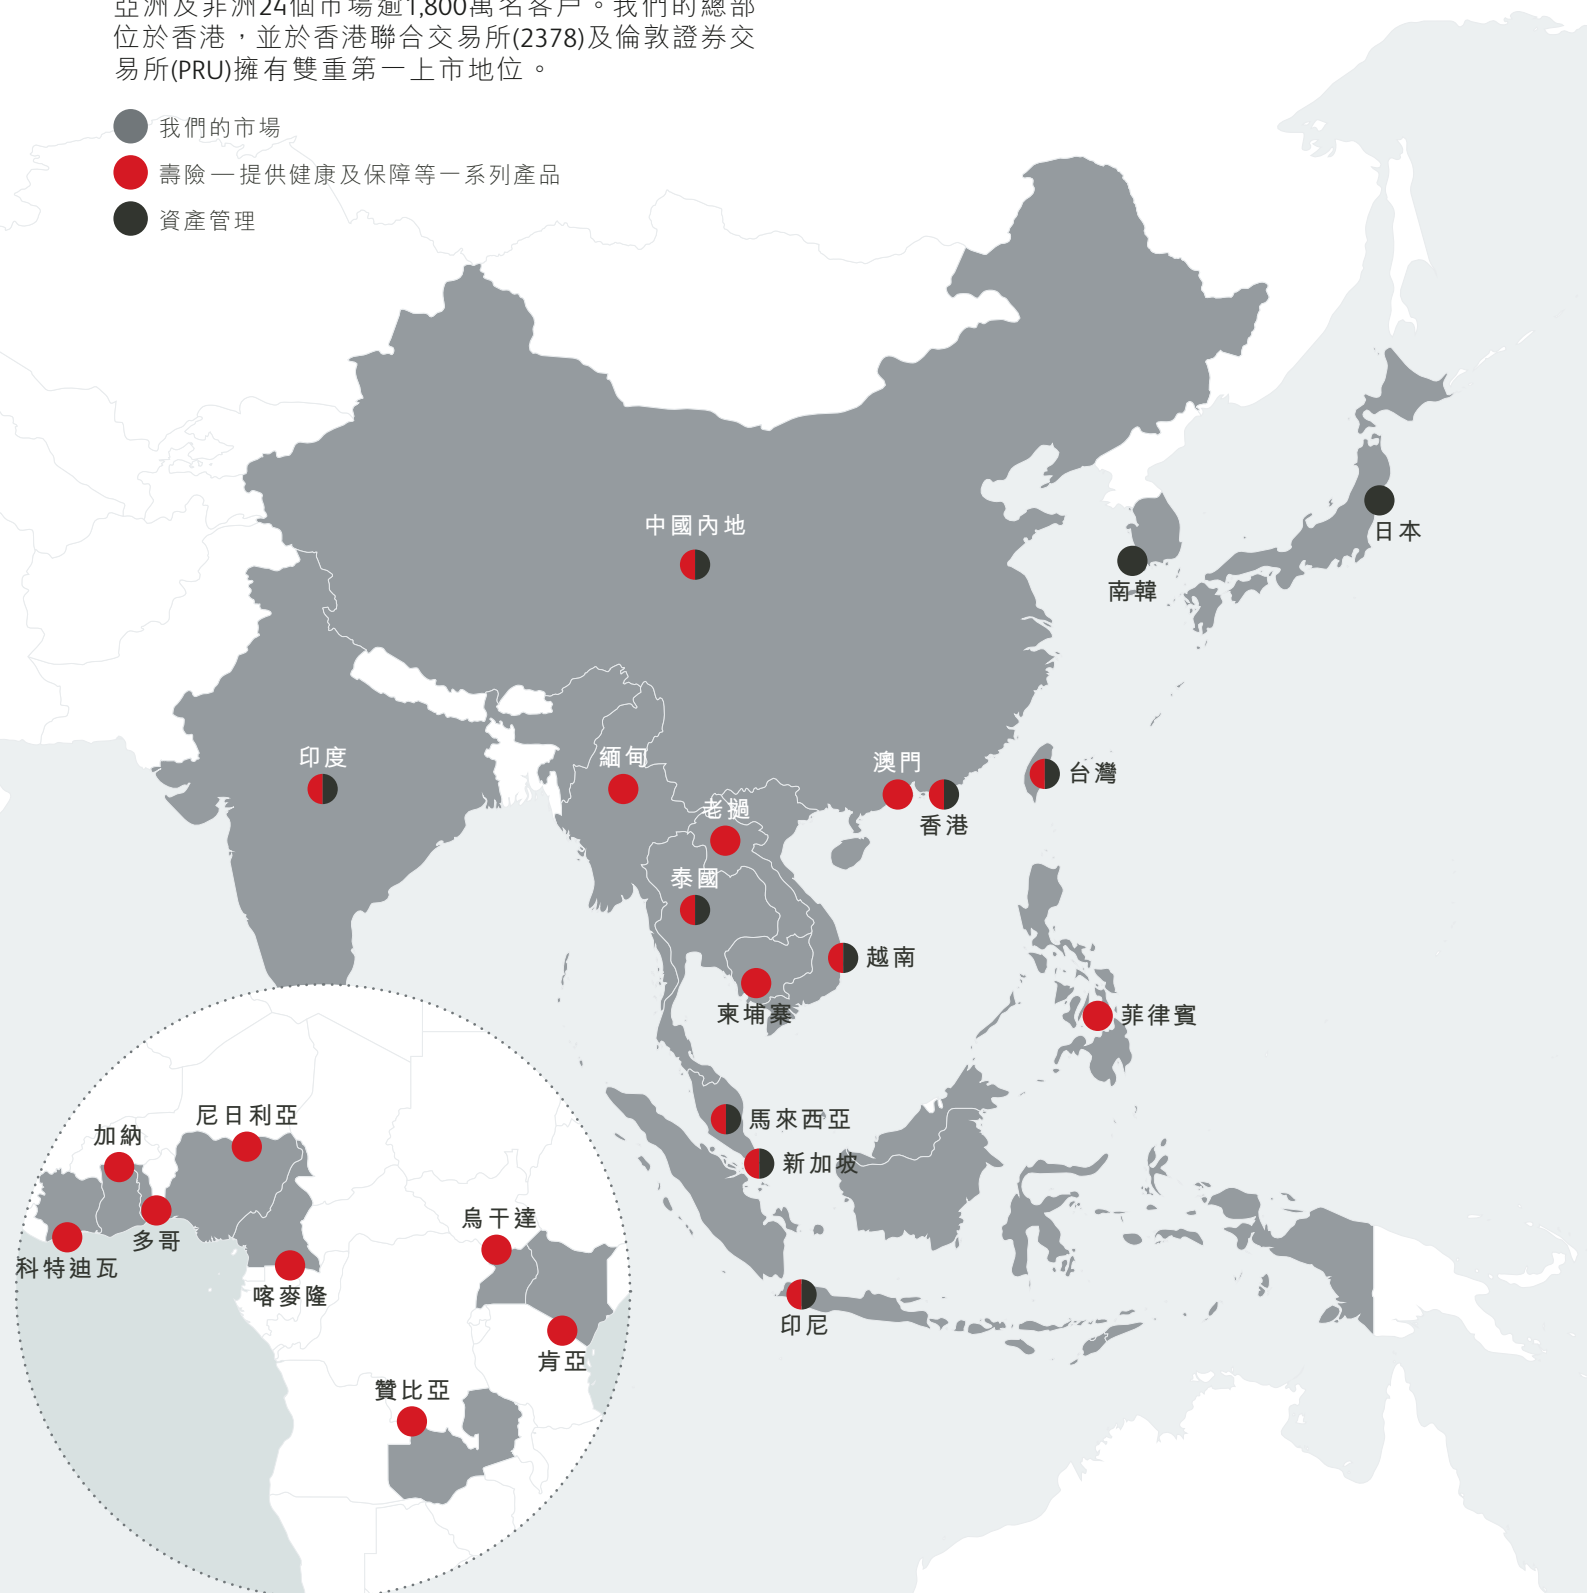 亞洲及非洲24個市場逾1,800萬名客戶。我們的總部
位於香港，並於香港聯合交易所(2378)及倫敦證券交
易所(PRU)擁有雙重第一上市地位。
我們的市場
壽險 — 提供健康及保障等一系列產品
資產管理
中國內地
日本
南韓
印度
緬甸
澳門
台灣
老撾
香港
泰國
越南
柬埔寨
菲律賓
馬來西亞
新加坡
印尼
尼日利亞
加納
多哥
科特迪瓦
喀麥隆
烏干達
肯亞
贊比亞